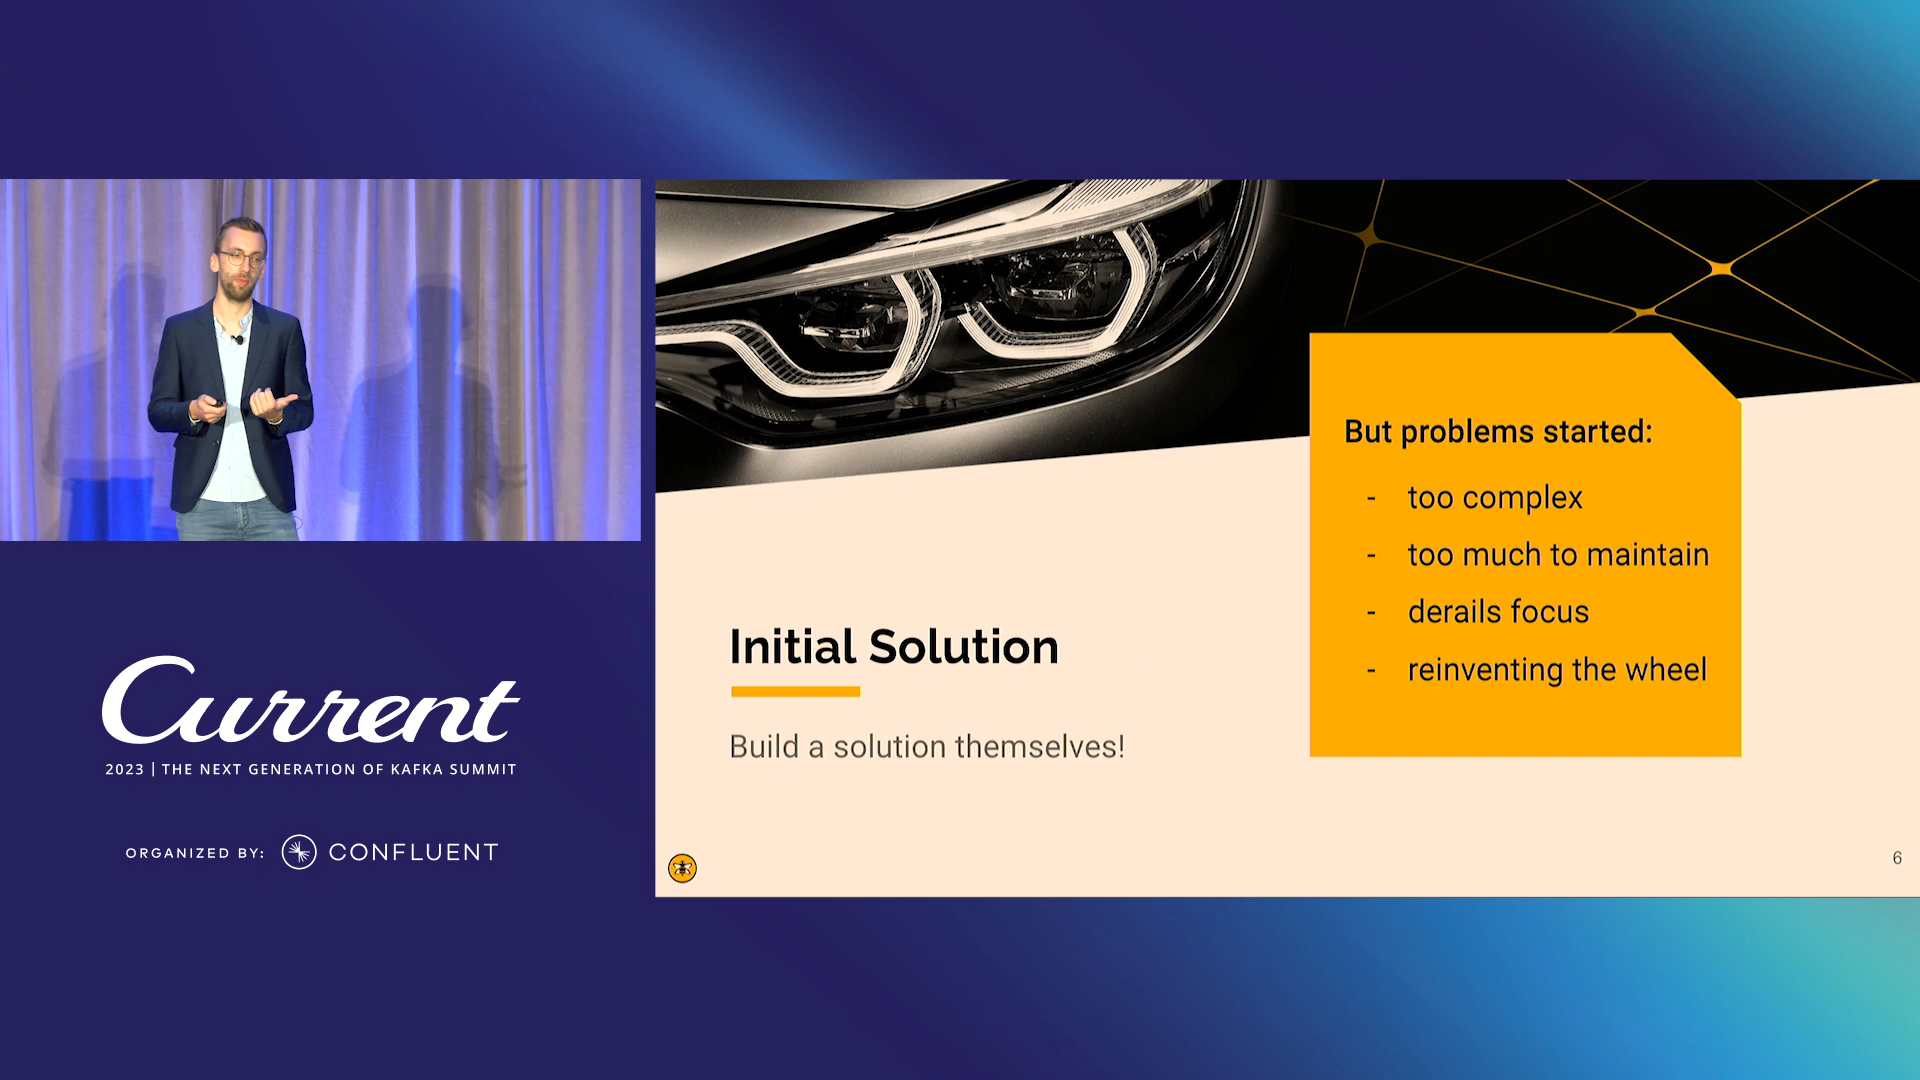 Current
2023 | THE NEXT GENERATION OF KAFKA SUMMIT
ORGANIZED BY: CONFLUENT
Initial Solution
Build a solution themselves!
But problems started:
- too complex
- too much to maintain
- derails focus
- reinventing the wheel
6